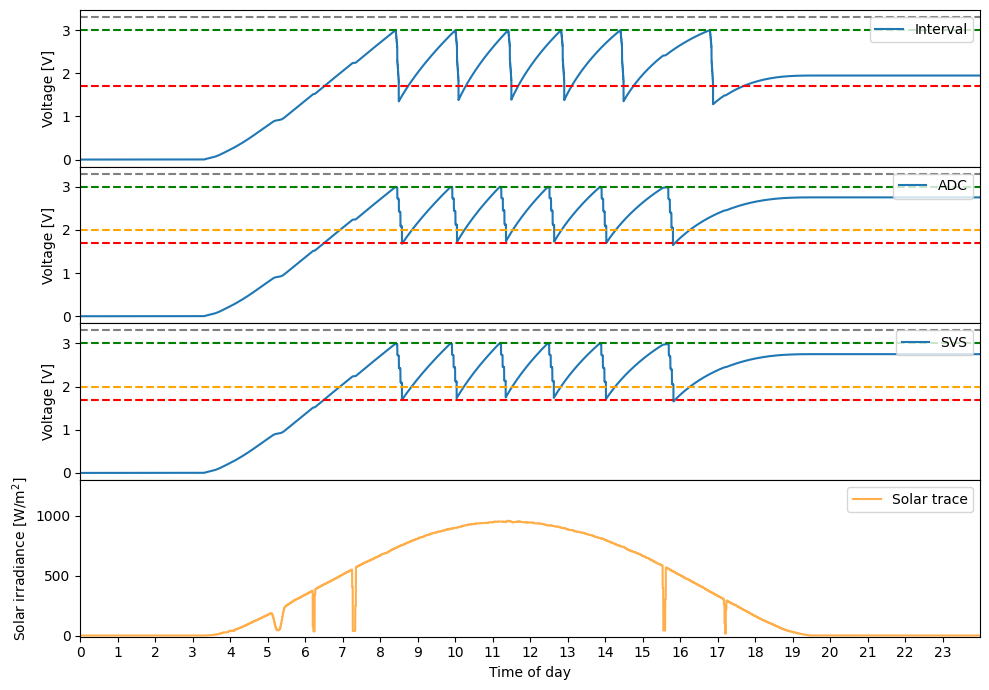 Voltage [V]
3
2
1
0
Interval
Voltage [V]
3
2
1
0
ADC
Voltage [V]
3
2
1
0
SVS
Solar irradiance [W/m²]
1000
500
0
Solar trace
0 1 2 3 4 5 6 7 8 9 10 11 12 13 14 15 16 17 18 19 20 21 22 23
Time of day